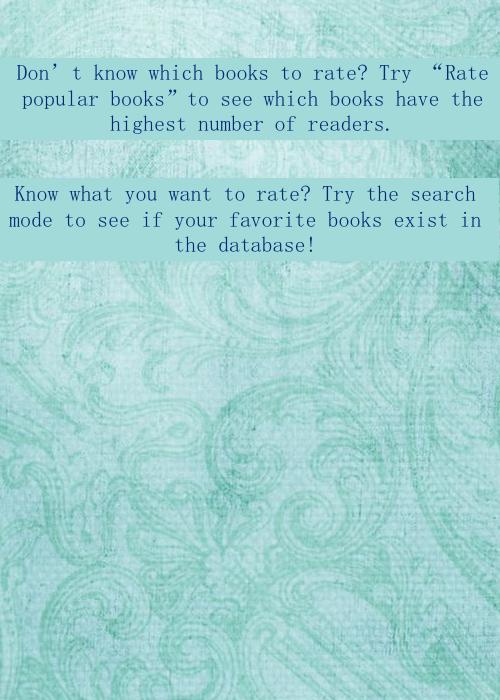 Don’t know which books to rate? Try “Rate
popular books”to see which books have the
highest number of readers.
Know what you want to rate? Try the search
mode to see if your favorite books exist in
the database!